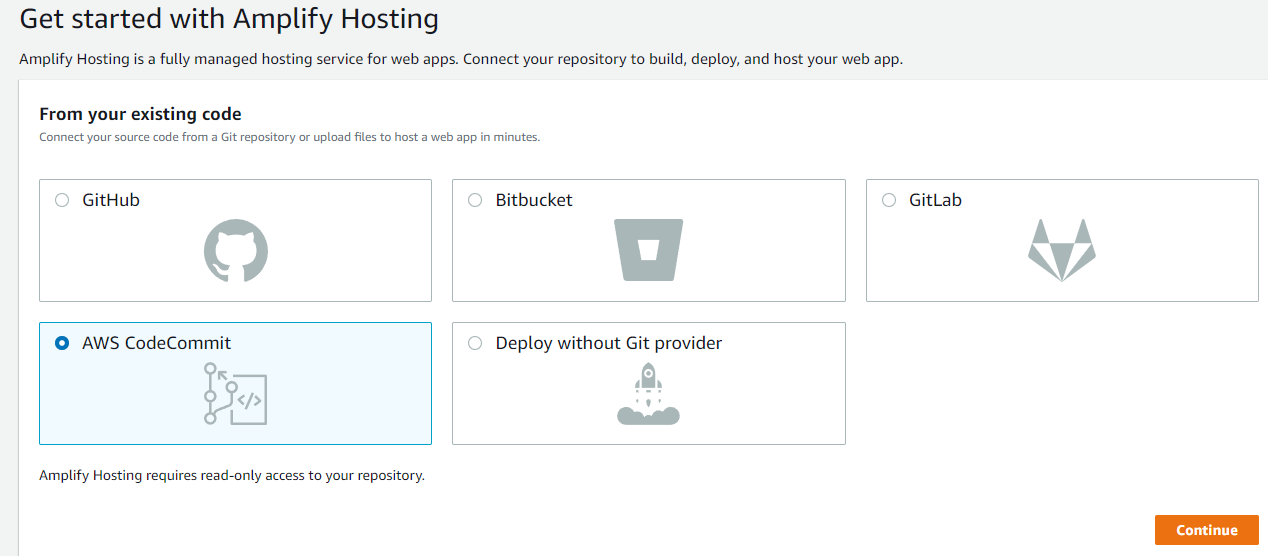 Get started with Amplify Hosting
Amplify Hosting is a fully managed hosting service for web apps. Connect your repository to build, deploy, and host your web app.
From your existing code
Connect your source code from a Git repository or upload files to host a web app in minutes.
GitHub
Bitbucket
GitLab
AWS CodeCommit
Deploy without Git provider
Amplify Hosting requires read-only access to your repository.
Continue